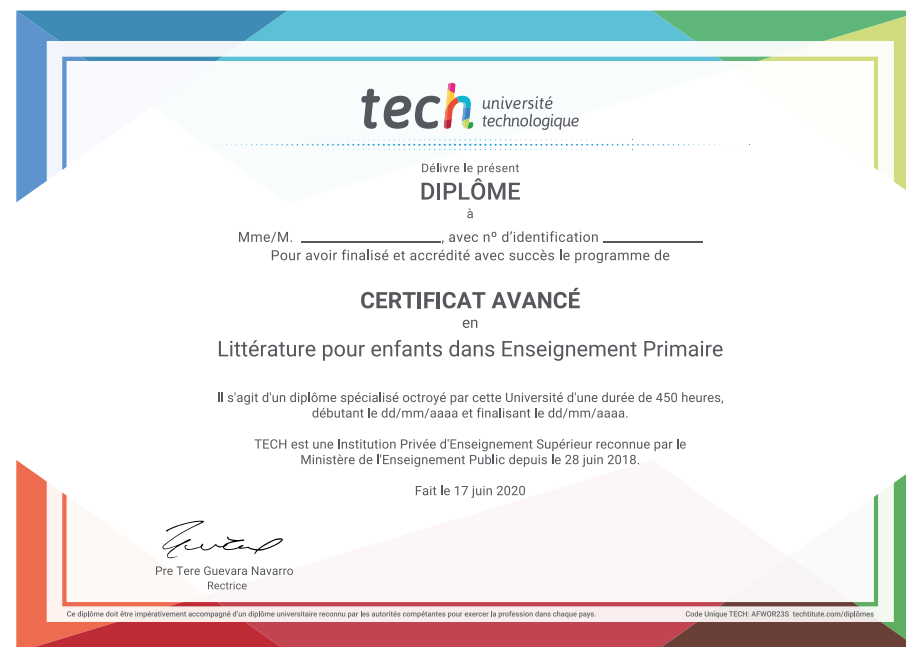 tech université
technologique
Délivre le présent
DIPLÔME
à
Mme/M. ____________________, avec nº d'identification ______________
Pour avoir finalisé et accrédité avec succès le programme de
CERTIFICAT AVANCÉ
en
Littérature pour enfants dans Enseignement Primaire
Il s'agit d'un diplôme spécialisé octroyé par cette Université d'une durée de 450 heures,
débutant le dd/mm/aaaa et finalisant le dd/mm/aaaa.
TECH est une Institution Privée d'Enseignement Supérieur reconnue par le
Ministère de l'Enseignement Public depuis le 28 juin 2018.
Fait le 17 juin 2020
Pre Tere Guevara Navarro
Rectrice
Ce diplôme doit être impérativement accompagné d'un diplôme universitaire reconnu par les autorités compétantes pour exercer la profession dans chaque pays. Code Unique TECH: AFWOR23S techtitute.com/diplômes